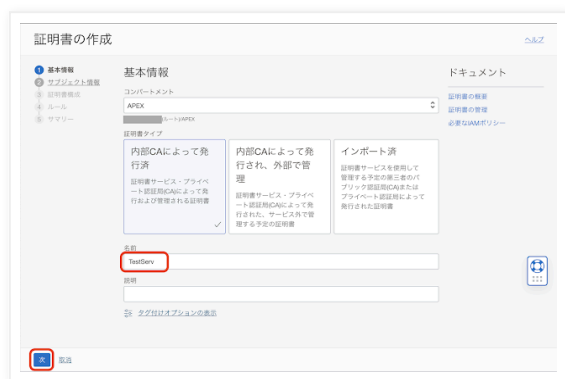 証明書の作成
ヘルプ
1 基本情報
2 サブジェクト情報
3 証明書構成
4 ルール
5 サマリー
基本情報
コンパートメント
APEX
(ルート)/APEX
証明書タイプ
内部CAによって発
行済
証明書サービス・プライベ
ート認証局(CA)によって発
行および管理される証明書
内部CAによって発
行され、外部で管
理
証明書サービス・プライベ
ート認証局(CA)によって発
行された、サービス外で管
理する予定の証明書
インポート済
証明書サービスを使用して
管理する予定の第三者のパ
ブリック認証局(CA)または
プライベート認証局によって
発行された証明書
名前
TestServ
説明
タグ付けオプションの表示
ドキュメント
証明書の概要
証明書の管理
必要なIAMポリシー
次
取消